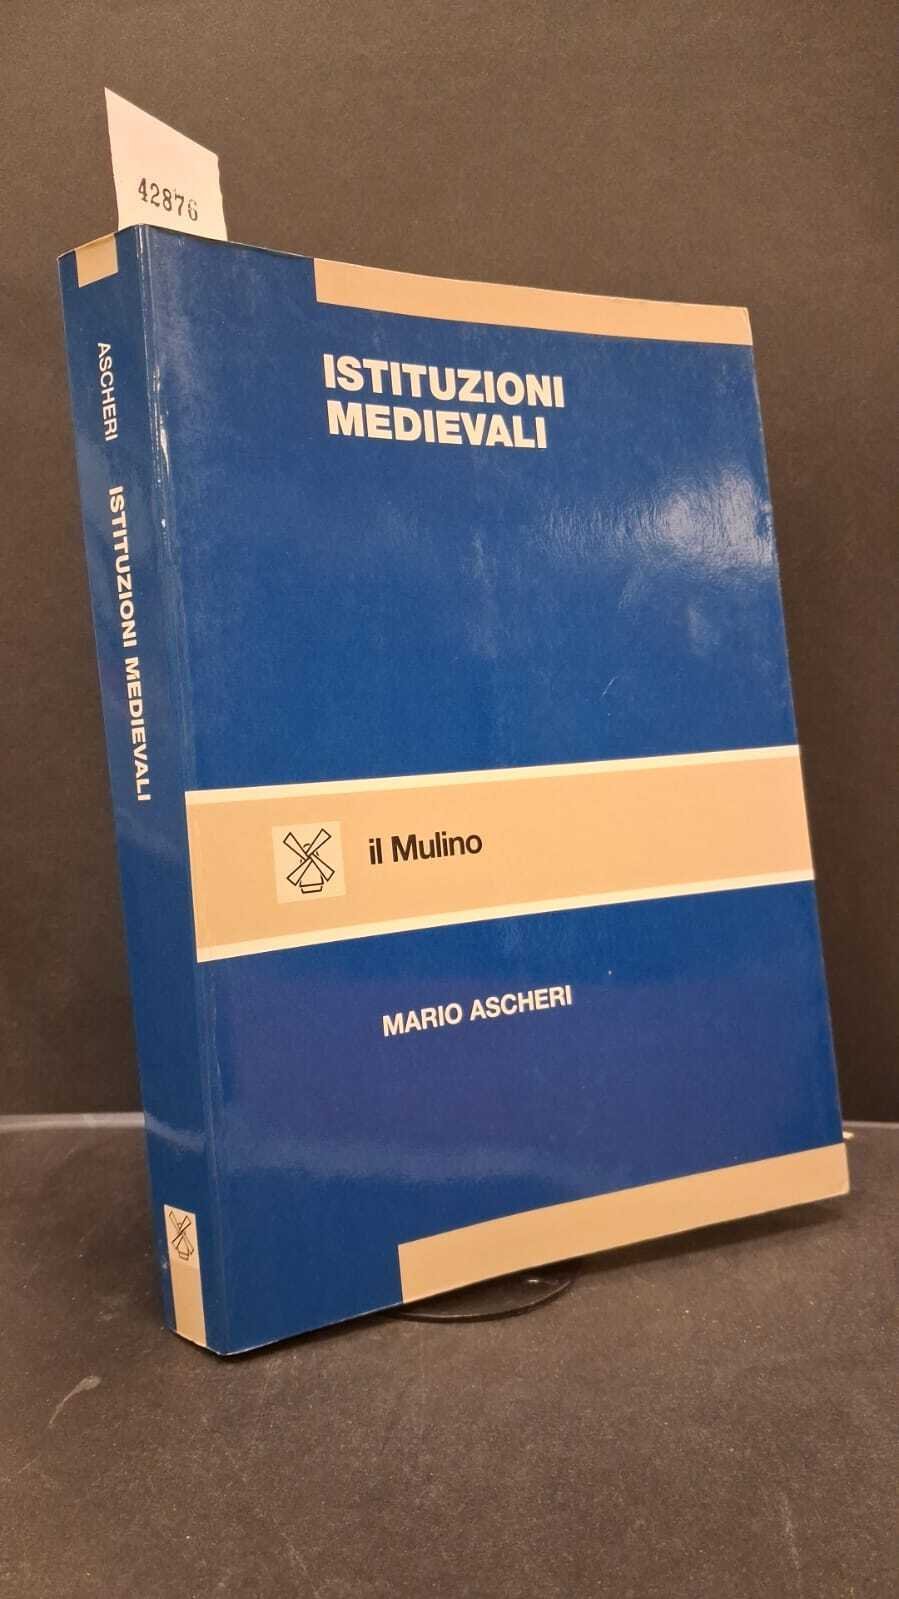 42876
ASCHERI ISTITUZIONI MEDIEVALI
ISTITUZIONI
MEDIEVALI
il Mulino
MARIO ASCHERI